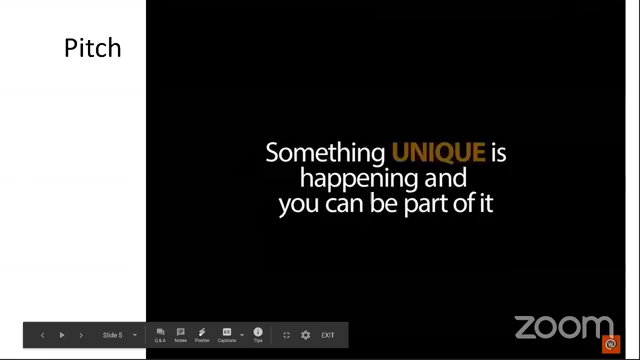 Pitch
Something UNIQUE is
happening and
you can be part of it
Slide 5
Q&A
Notes
Pointer
Captions
Tips
EXIT
zoom